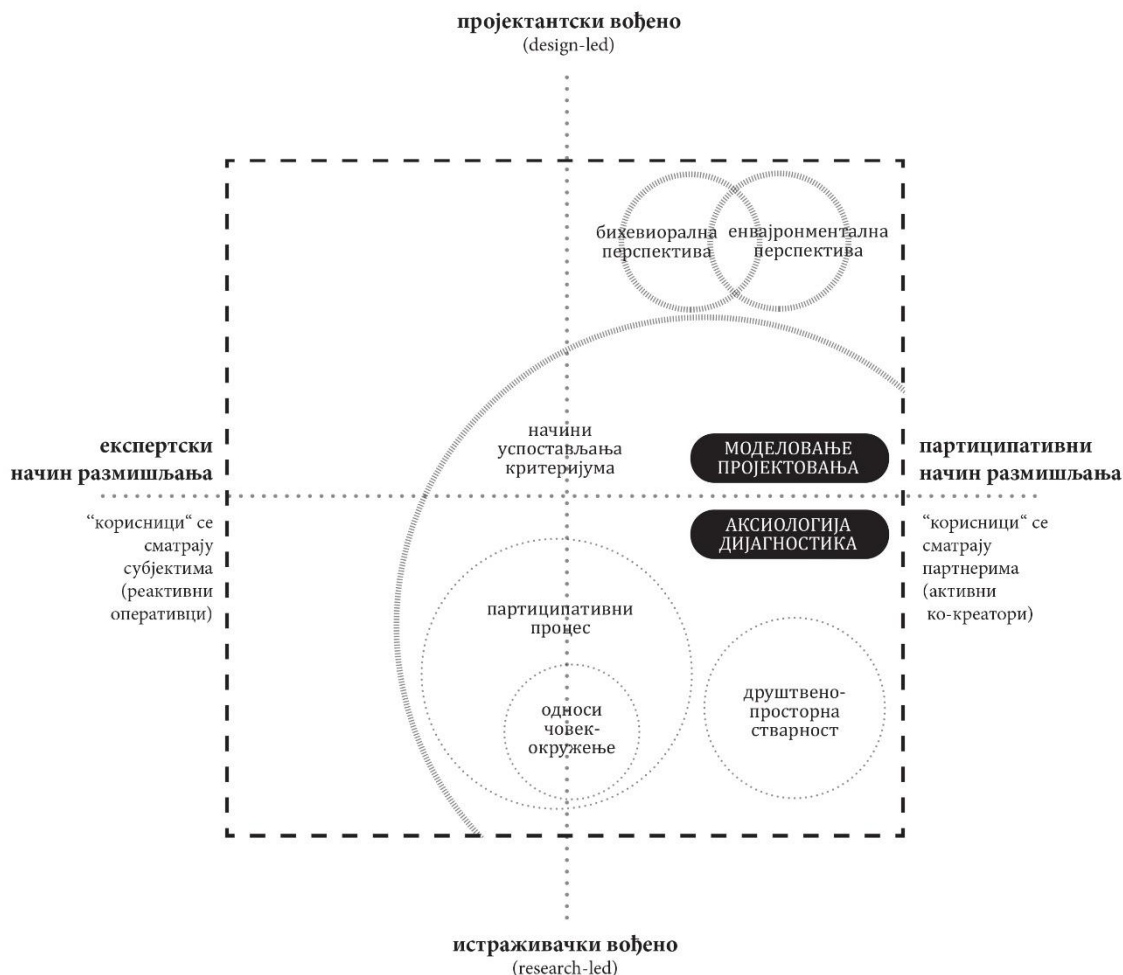 пројектантски вођено
(design-led)
бихевиорална
перспектива
енвајронментална
перспектива
начини
успостављања
критеријума
МОДЕЛОВАЊЕ
ПРОЈЕКТОВАЊА
експертски
начин размишљања
партиципативни
начин размишљања
“корисници“ се
сматрају
субјектима
(реактивни
оперативци)
АКСИОЛОГИЈА
ДИЈАГНОСТИКА
“корисници“ се
сматрају
партнерима
(активни
ко-креатори)
партиципативни
процес
односи
човек-
окружење
друштвено-
просторна
стварност
истраживачки вођено
(research-led)